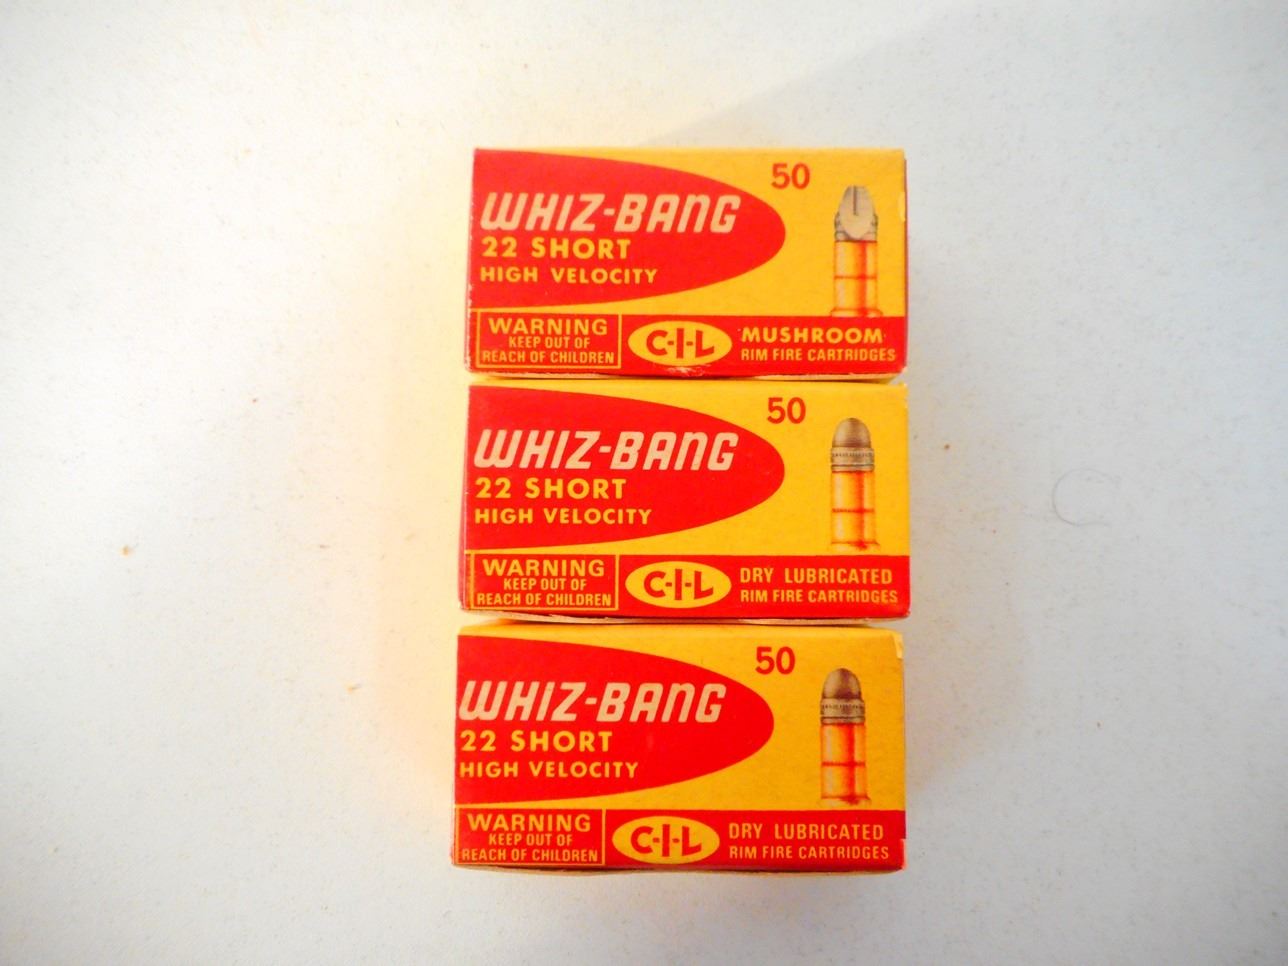 50
WHIZ-BANG
22 SHORT
HIGH VELOCITY
WARNING
KEEP OUT OF
REACH OF CHILDREN
C-I-L
MUSHROOM
RIM FIRE CARTRIDGES
50
WHIZ-BANG
22 SHORT
HIGH VELOCITY
WARNING
KEEP OUT OF
REACH OF CHILDREN
C-I-L
DRY LUBRICATED
RIM FIRE CARTRIDGES
50
WHIZ-BANG
22 SHORT
HIGH VELOCITY
WARNING
KEEP OUT OF
REACH OF CHILDREN
C-I-L
DRY LUBRICATED
RIM FIRE CARTRIDGES